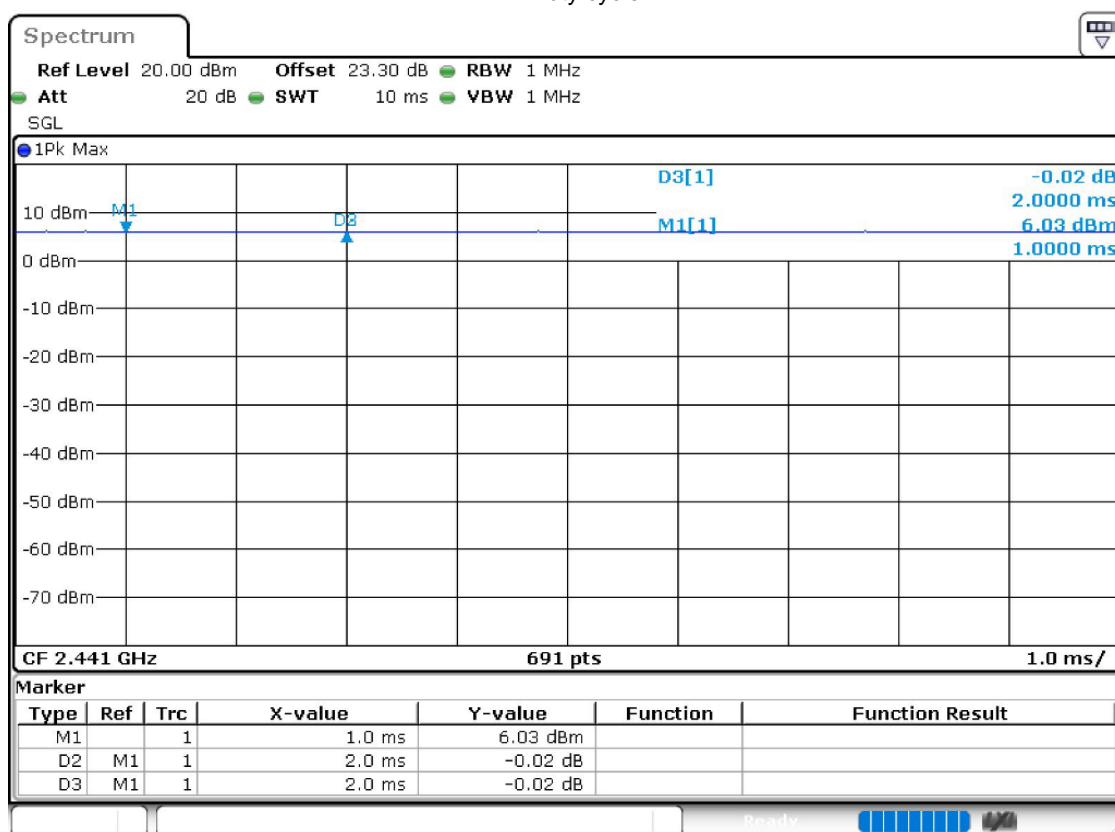 Spectrum
Ref Level 20.00 dBm Offset 23.30 dB RBW 1 MHz
Att 20 dB SWT 10 ms VBW 1 MHz
SGL
1Pk Max
D3[1] -0.02 dB
2.0000 ms
10 dBm M1 D3 M1[1] 6.03 dBm
1.0000 ms
0 dBm
-10 dBm
-20 dBm
-30 dBm
-40 dBm
-50 dBm
-60 dBm
-70 dBm
CF 2.441 GHz 691 pts 1.0 ms/
Marker
Type Ref Trc X-value Y-value Function Function Result
M1 1 1.0 ms 6.03 dBm
D2 M1 1 2.0 ms -0.02 dB
D3 M1 1 2.0 ms -0.02 dB
Ready